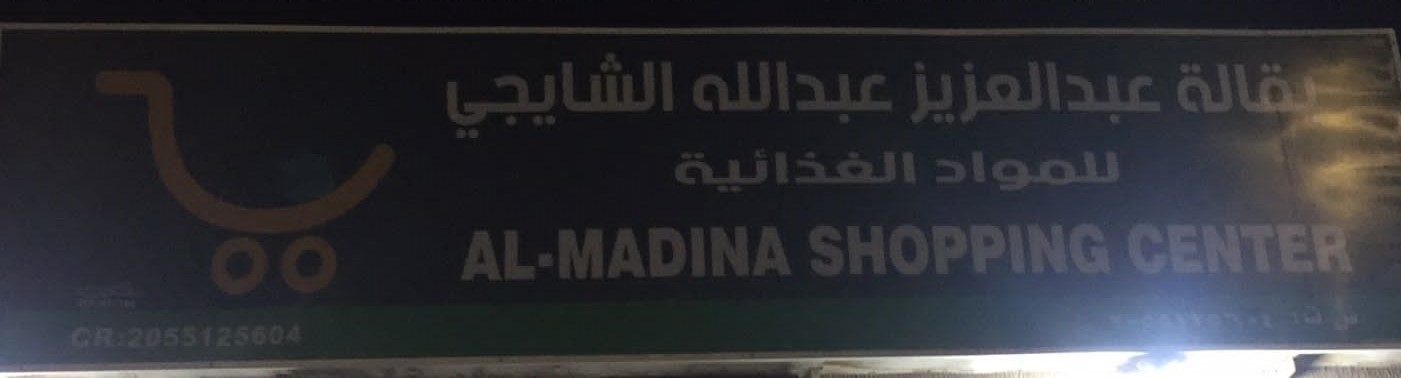 بقالة عبدالعزيز عبدالله الشايجي
للمواد الغذائية
AL-MADINA SHOPPING CENTER
CR:2055125604